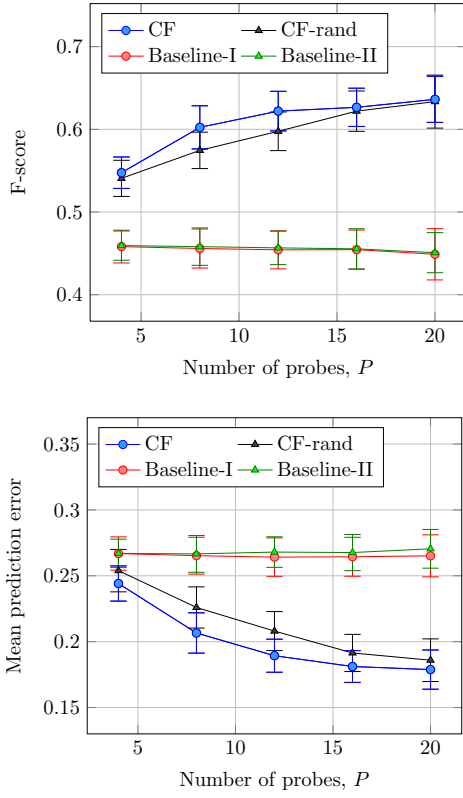 CF CF-rand
Baseline-I Baseline-II
0.7
0.6
0.5
0.4
F-score
5 10 15 20
Number of probes, P
CF CF-rand
Baseline-I Baseline-II
0.35
0.3
0.25
0.2
0.15
Mean prediction error
5 10 15 20
Number of probes, P